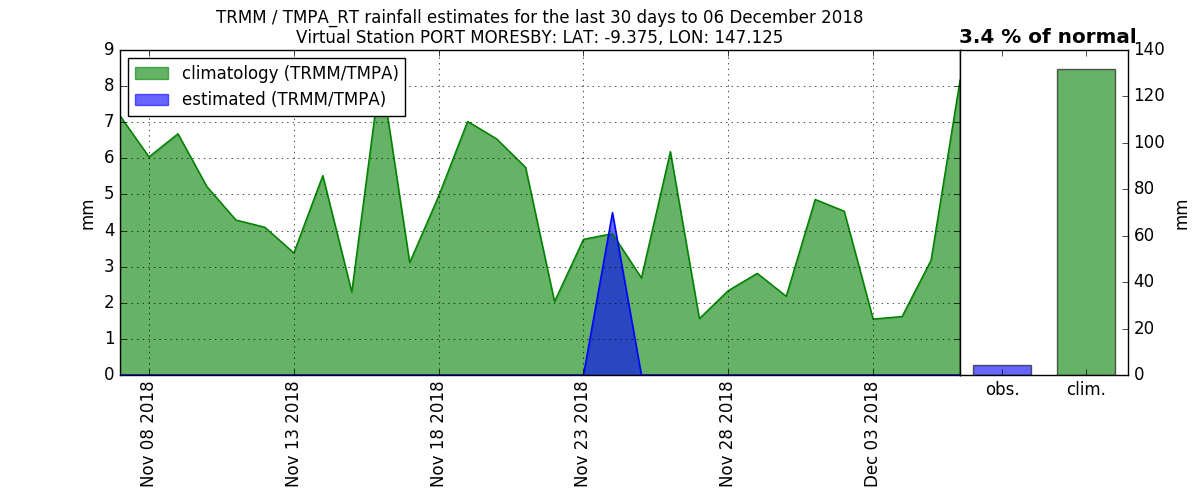 TRMM / TMPA_RT rainfall estimates for the last 30 days to 06 December 2018
Virtual Station PORT MORESBY: LAT: -9.375, LON: 147.125
3.4 % of normal
climatology (TRMM/TMPA)
estimated (TRMM/TMPA)
9
8
7
6
5
4
3
2
1
0
mm
Nov 08 2018
Nov 13 2018
Nov 18 2018
Nov 23 2018
Nov 28 2018
Dec 03 2018
obs.
clim.
140
120
100
80
60
40
20
0
mm